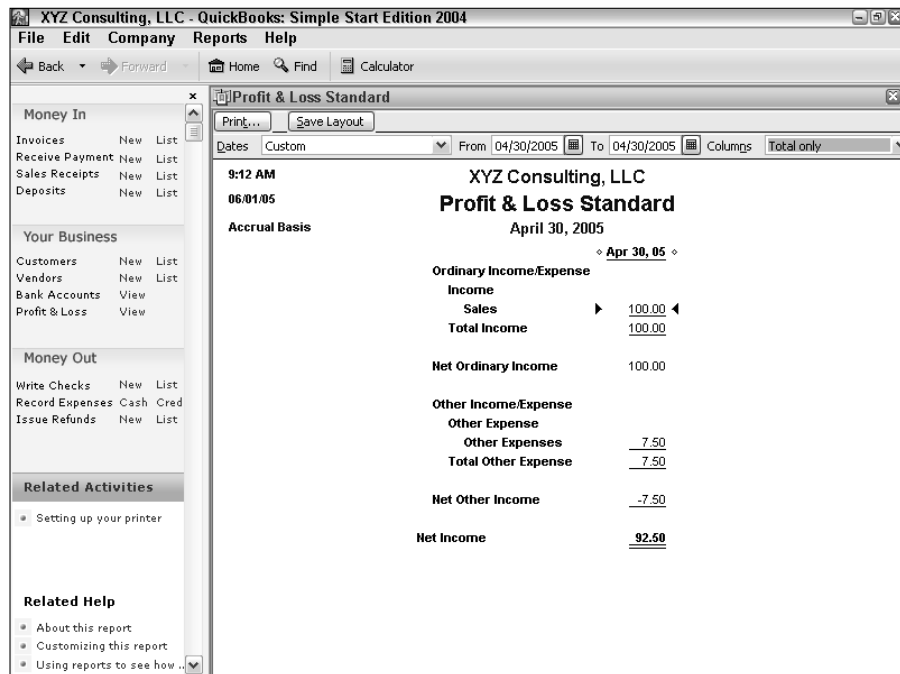 XYZ Consulting, LLC - QuickBooks: Simple Start Edition 2004
File Edit Company Reports Help
Back Forward Home Find Calculator
Money In
Invoices New List
Receive Payment New List
Sales Receipts New List
Deposits New List
Your Business
Customers New List
Vendors New List
Bank Accounts View
Profit & Loss View
Money Out
Write Checks New List
Record Expenses Cash Cred
Issue Refunds New List
Related Activities
Setting up your printer
Related Help
About this report
Customizing this report
Using reports to see how ..
Profit & Loss Standard
Print... Save Layout
Dates Custom From 04/30/2005 To 04/30/2005 Columns Total only
9:12 AM
06/01/05
Accrual Basis
XYZ Consulting, LLC
Profit & Loss Standard
April 30, 2005
Apr 30, 05
Ordinary Income/Expense
Income
Sales 100.00
Total Income 100.00
Net Ordinary Income 100.00
Other Income/Expense
Other Expense
Other Expenses 7.50
Total Other Expense 7.50
Net Other Income -7.50
Net Income 92.50